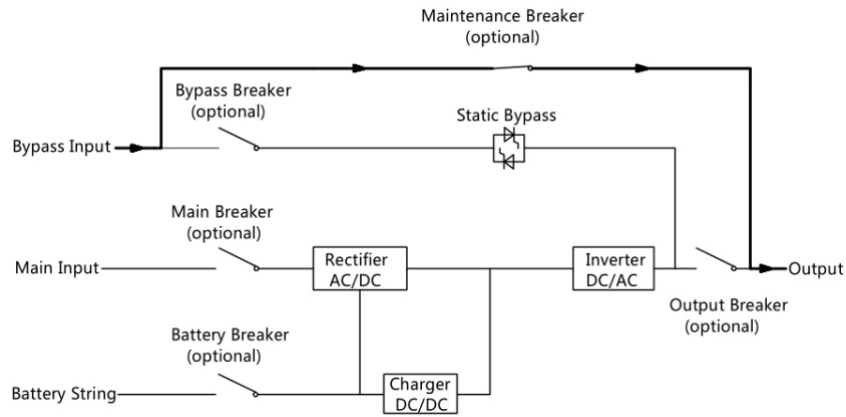 Maintenance Breaker
(optional)
Bypass Breaker
(optional)
Static Bypass
Bypass Input
Main Breaker
(optional)
Main Input
Rectifier
AC/DC
Inverter
DC/AC
Output
Output Breaker
(optional)
Battery Breaker
(optional)
Battery String
Charger
DC/DC